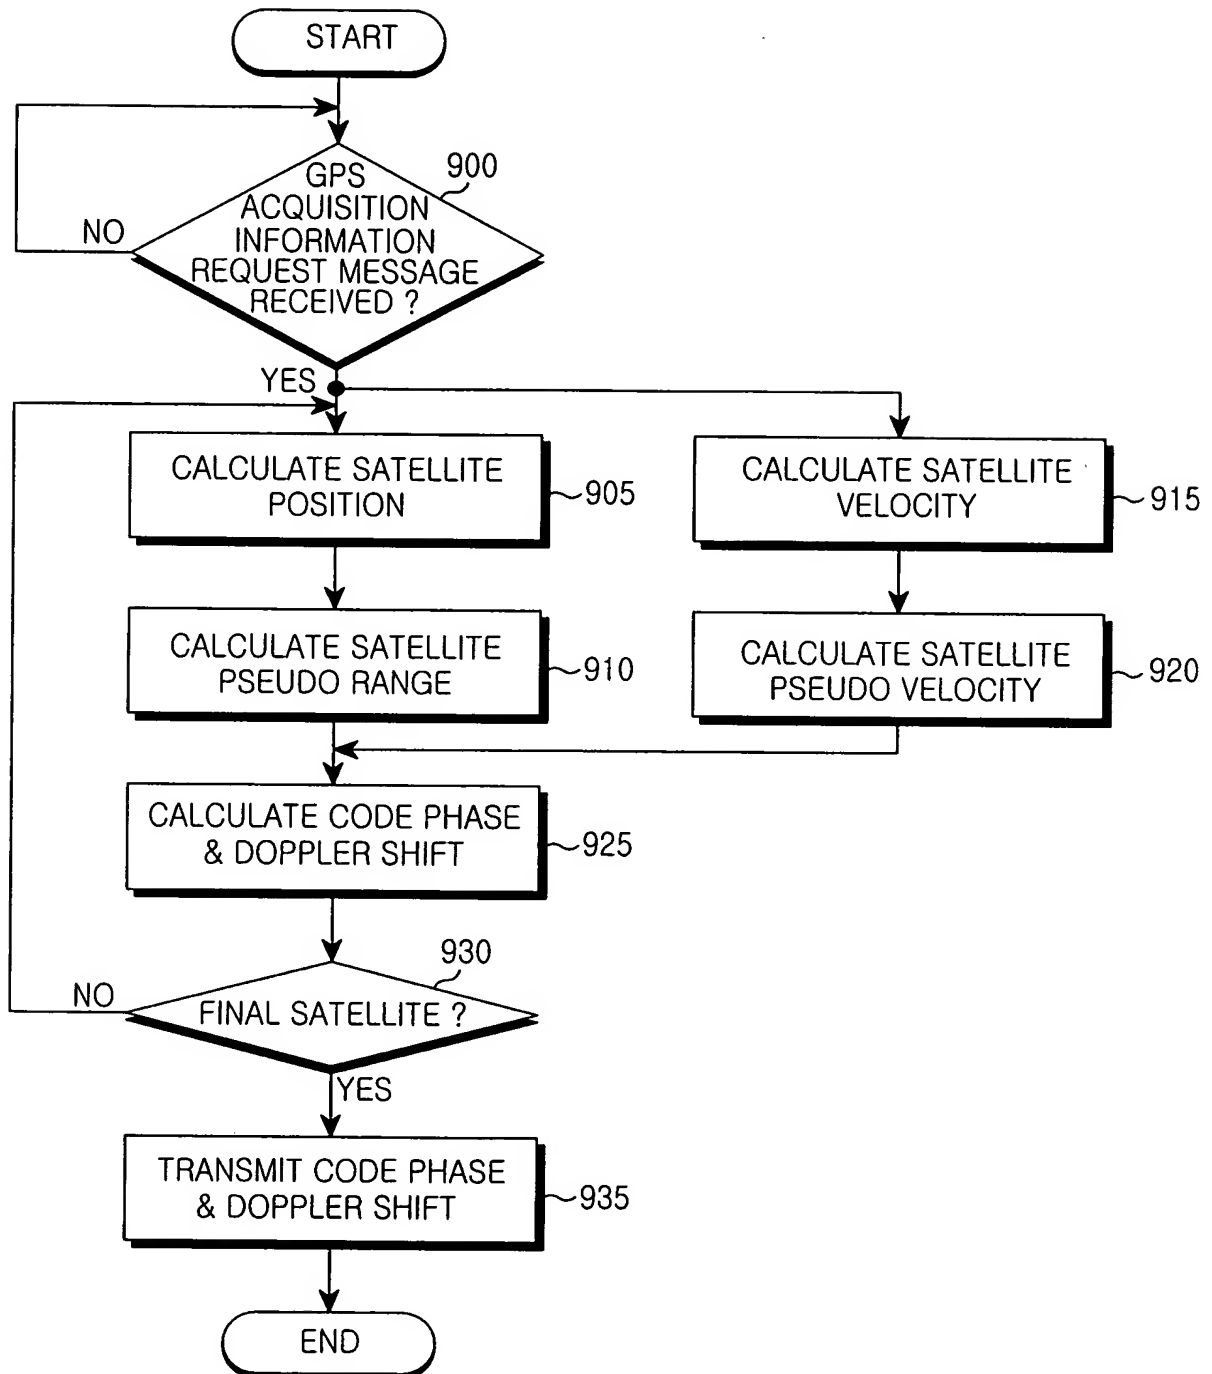 START
900
GPS
ACQUISITION
INFORMATION
REQUEST MESSAGE
RECEIVED ?
NO
YES
CALCULATE SATELLITE
POSITION
905
CALCULATE SATELLITE
VELOCITY
915
CALCULATE SATELLITE
PSEUDO RANGE
910
CALCULATE SATELLITE
PSEUDO VELOCITY
920
CALCULATE CODE PHASE
& DOPPLER SHIFT
925
930
NO
FINAL SATELLITE ?
YES
TRANSMIT CODE PHASE
& DOPPLER SHIFT
935
END